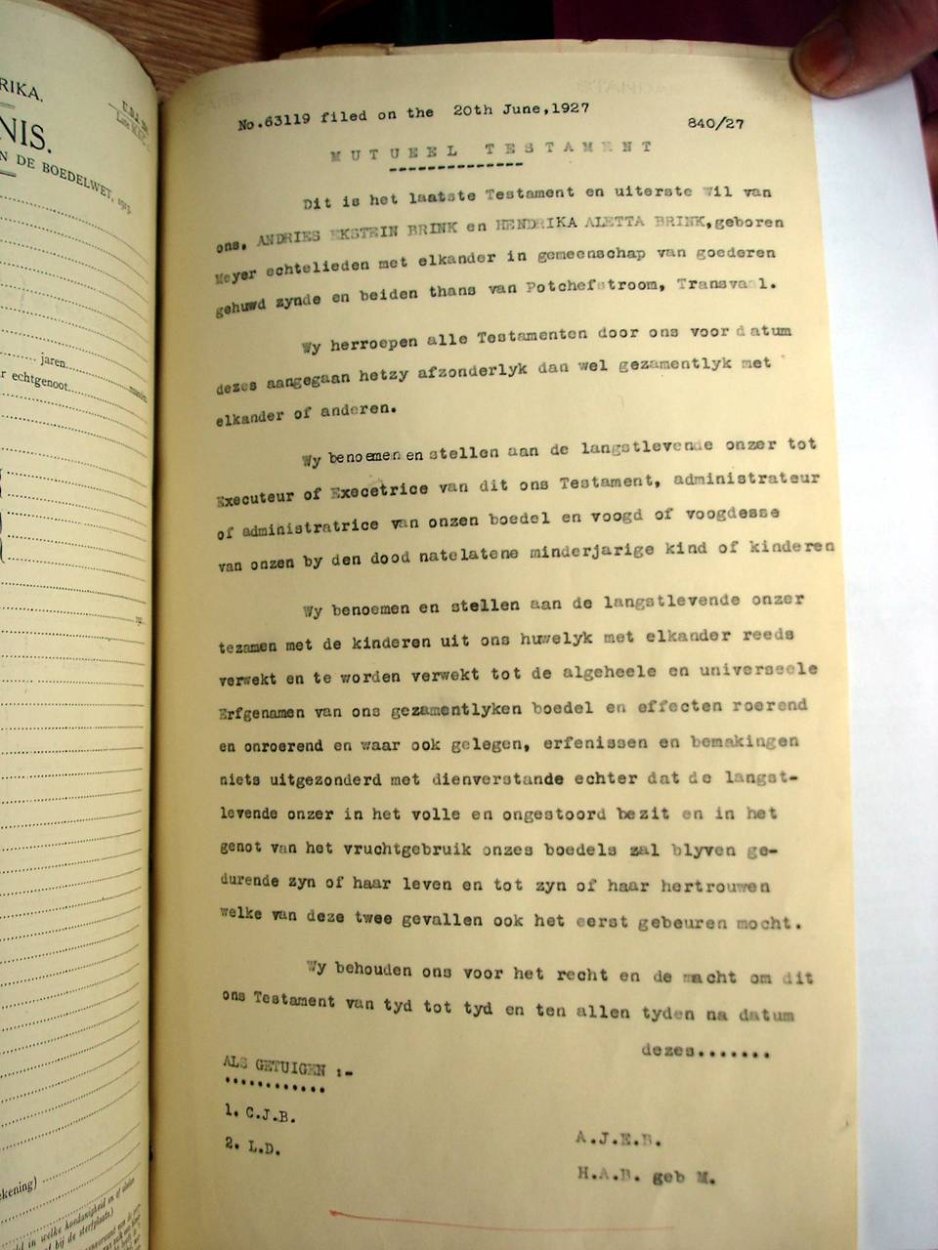 RIKA.
NIS.
N DE BOEDELWET, 1913.
jaren
r echtgenoot
ekening)
No.63119 filed on the 20th June,1927
840/27
MUTUEEL TESTAMENT
Dit is het laatste Testament en uiterste wil van
ons, ANDRIES EKSTEIN BRINK en HENDRIKA ALETTA BRINK,geboren
Meyer echtelieden met elkander in gemeenschap van goederen
gehuwd zynde en beiden thans van Potchefstroom, Transvaal.
Wy herroepen alle Testamenten door ons voor datum
dezes aangegaan hetzy afzonderlyk dan wel gezamentlyk met
elkander of anderen.
Wy benoemen en stellen aan de langstlevende onzer tot
Executeur of Execetrice van dit ons Testament, administrateur
of administratrice van onzen boedel en voogd of voogdesse
van onzen by den dood natelatene minderjarige kind of kinderen
Wy benoemen en stellen aan de langstlevende onzer
tezamen met de kinderen uit ons huwelyk met elkander reeds
verwekt en te worden verwekt tot de algeheele en universeele
Erfgenamen van ons gezamentlyken boedel en effecten roerend
en onroerend en waar ook gelegen, erfenissen en bemakingen
niets uitgezonderd met dienverstande echter dat de langst-
levende onzer in het volle en ongestoord bezit en in het
genot van het vruchtgebruik onzes boedels zal blyven ge-
durende zyn of haar leven en tot zyn of haar hertrouwen
welke van deze twee gevallen ook het eerst gebeuren mocht.
Wy behouden ons voor het recht en de macht om dit
ons Testament van tyd tot tyd en ten allen tyden na datum
dezes.......
ALS GETUIGEN :-
1. C.J.B.
2. L.D.
A.J.E.B.
H.A.B. geb M.